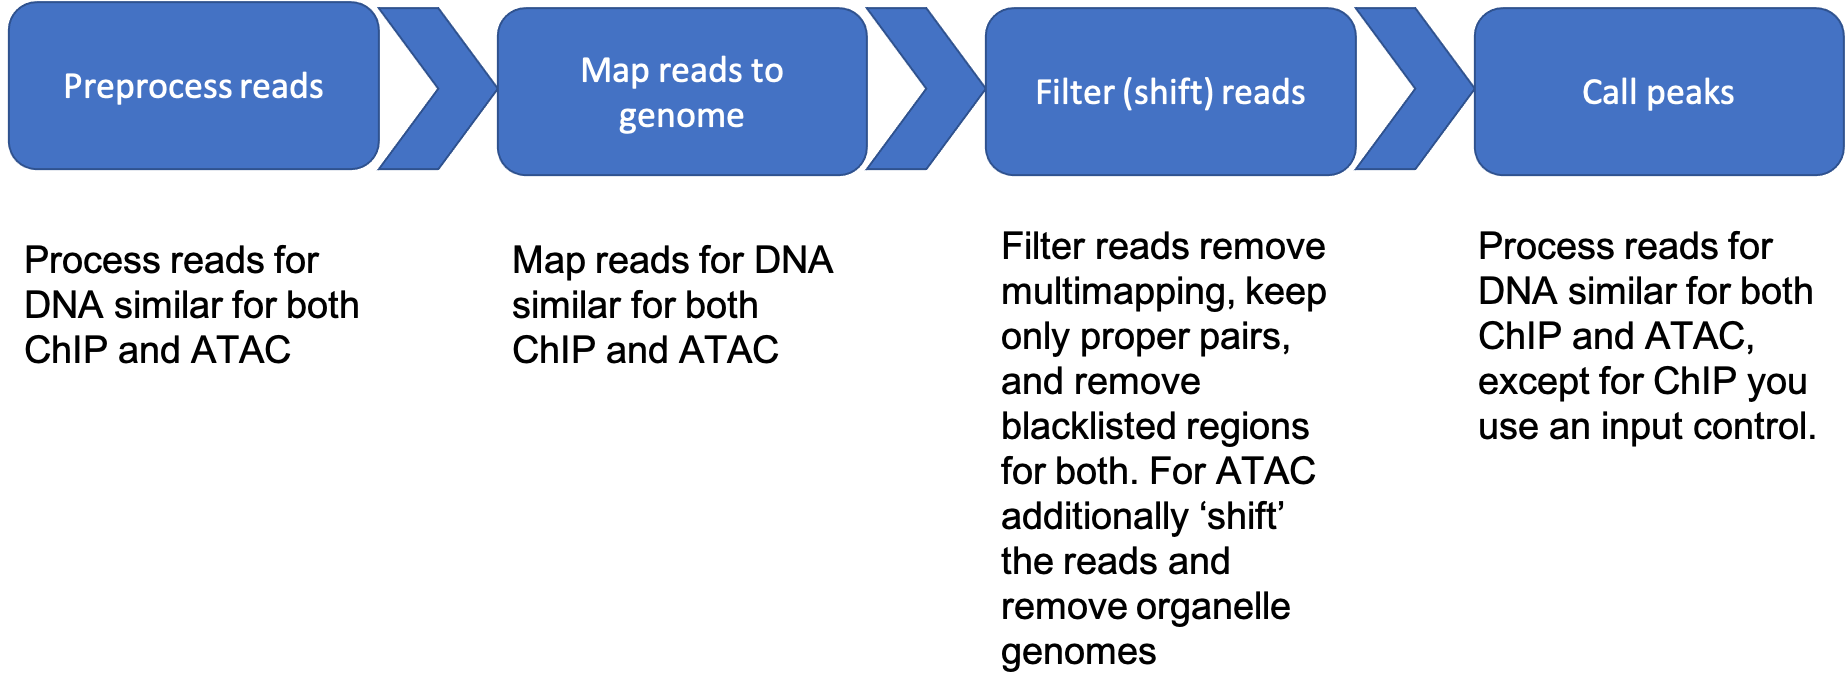 Preprocess reads
Map reads to
genome
Filter (shift) reads
Call peaks
Process reads for
DNA similar for both
ChIP and ATAC
Map reads for DNA
similar for both
ChIP and ATAC
Filter reads remove
multimapping, keep
only proper pairs,
and remove
blacklisted regions
for both. For ATAC
additionally ‘shift’
the reads and
remove organelle
genomes
Process reads for
DNA similar for both
ChIP and ATAC,
except for ChIP you
use an input control.